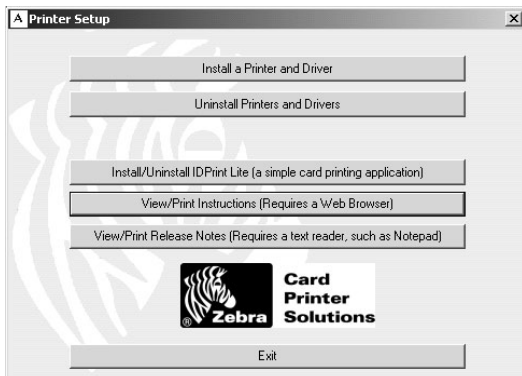 A Printer Setup
Install a Printer and Driver
Uninstall Printers and Drivers
Install/Uninstall IDPrint Lite (a simple card printing application)
View/Print Instructions (Requires a Web Browser)
View/Print Release Notes (Requires a text reader, such as Notepad)
Zebra®
Card
Printer
Solutions
Exit